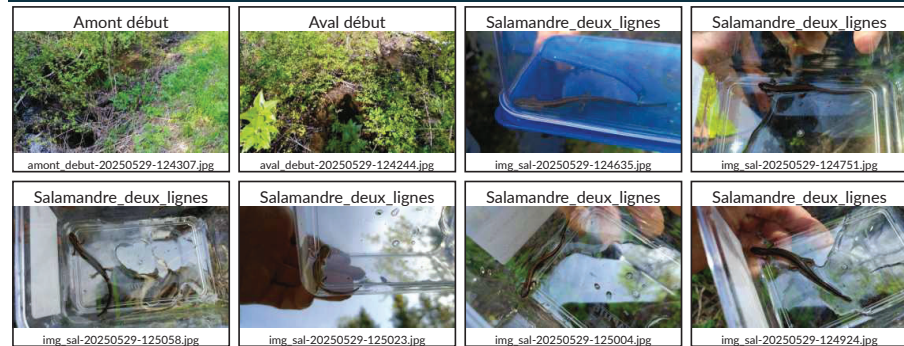 Amont début
Aval début
Salamandre_deux_lignes
Salamandre_deux_lignes
amont_debut-20250529-124307.jpg
aval_debut-20250529-124244.jpg
img_sal-20250529-124635.jpg
img_sal-20250529-124751.jpg
Salamandre_deux_lignes
Salamandre_deux_lignes
Salamandre_deux_lignes
Salamandre_deux_lignes
img_sal-20250529-125058.jpg
img_sal-20250529-125023.jpg
img_sal-20250529-125004.jpg
img_sal-20250529-124924.jpg